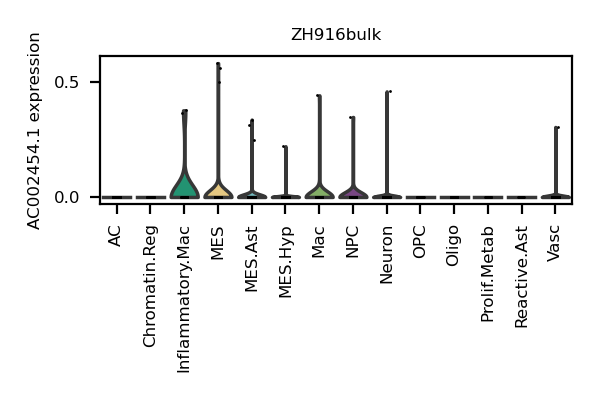 ZH916bulk
AC002454.1 expression
0.5
0.0
AC
Chromatin.Reg
Inflammatory.Mac
MES
MES.Ast
MES.Hyp
Mac
NPC
Neuron
OPC
Oligo
Prolif.Metab
Reactive.Ast
Vasc